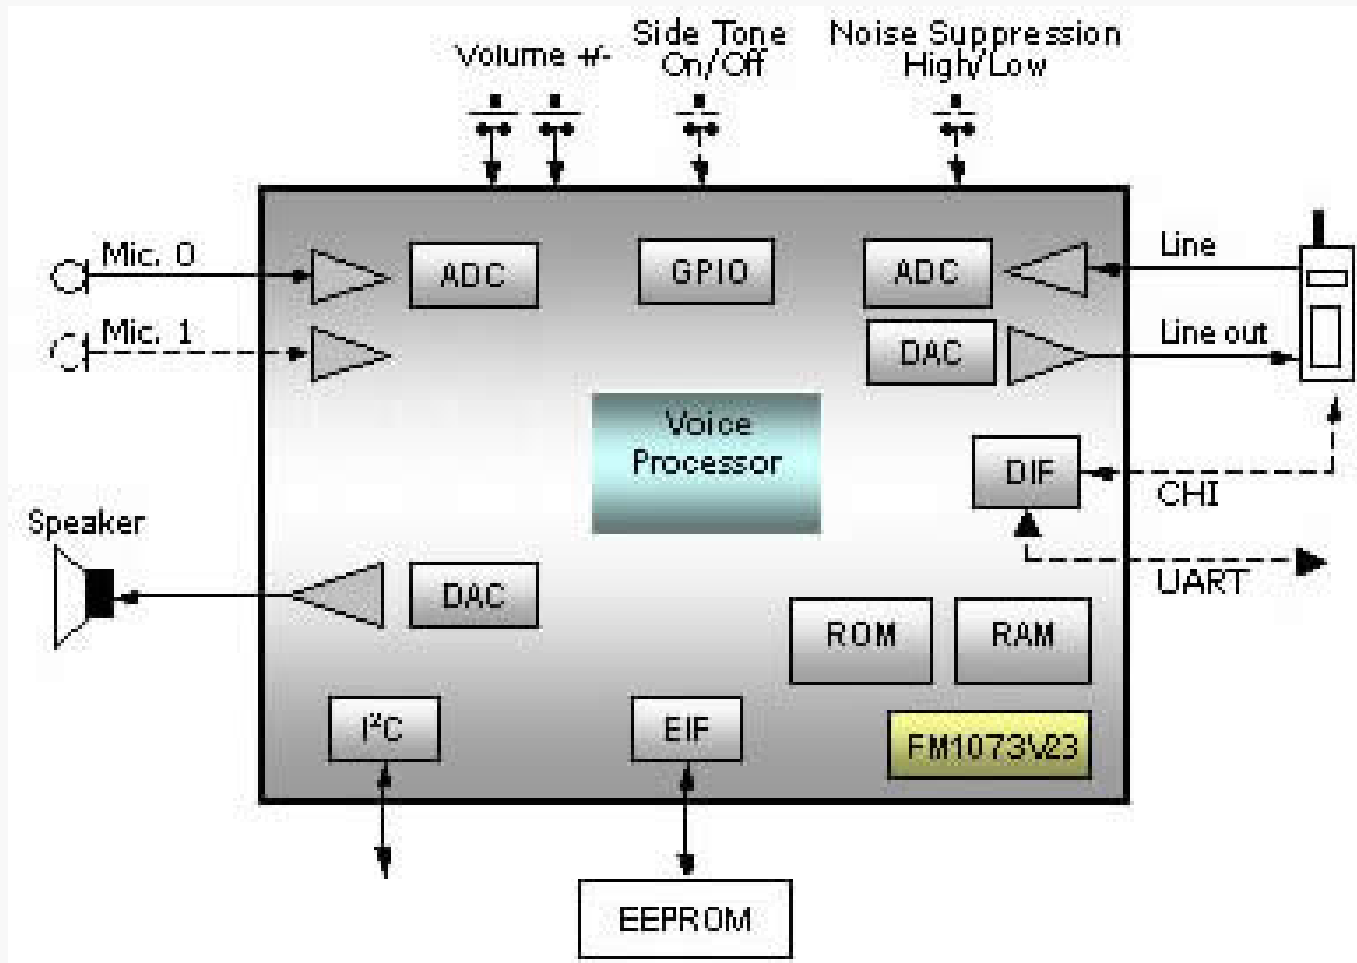 Volume +/-
Side Tone
On/Off
Noise Suppression
High/Low
Mic. 0
ADC
GPIO
ADC
Line
Mic. 1
DAC
Line out
Voice
Processor
DIF
CHI
Speaker
UART
DAC
ROM
RAM
I²C
EIF
FM1073V23
EEPROM